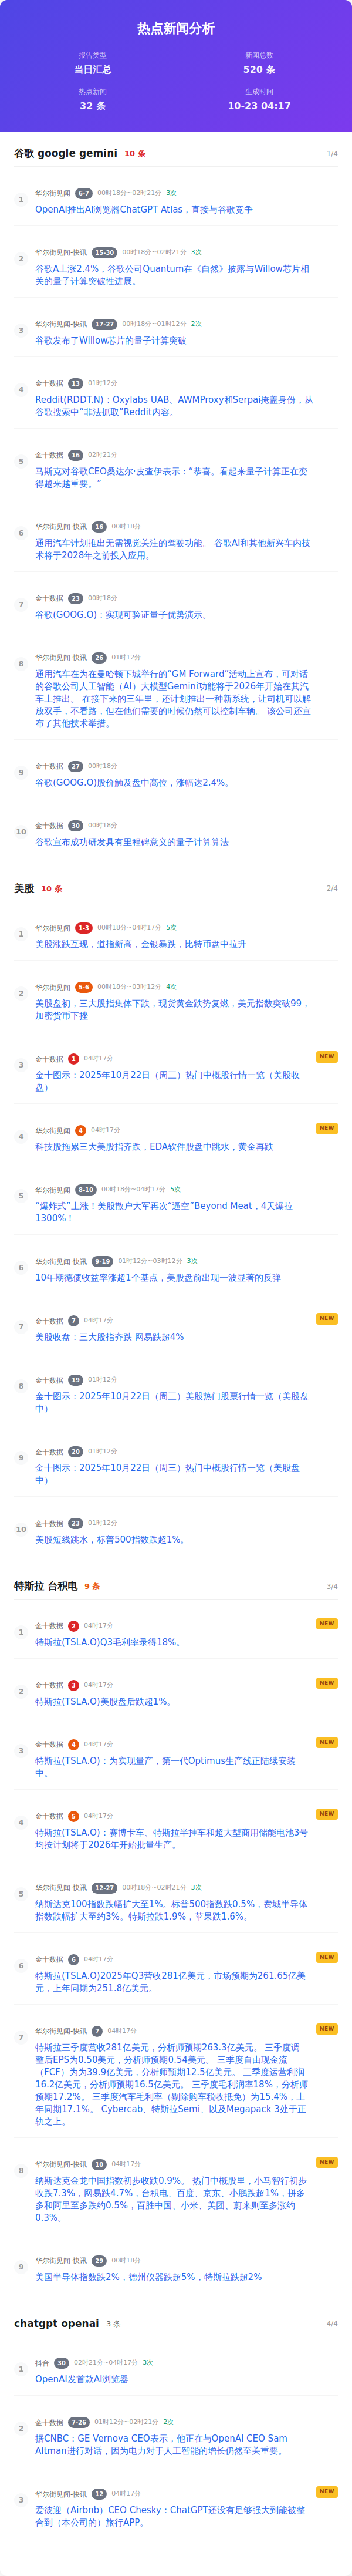 热点新闻分析
报告类型
当日汇总
新闻总数
520 条
热点新闻
32 条
生成时间
10-23 04:17
谷歌 google gemini 10 条 1/4
1
华尔街见闻 6-7 00时18分~02时21分 3次
OpenAI推出AI浏览器ChatGPT Atlas，直接与谷歌竞争
2
华尔街见闻-快讯 15-30 00时18分~02时21分 3次
谷歌A上涨2.4%，谷歌公司Quantum在《自然》披露与Willow芯片相
关的量子计算突破性进展。
3
华尔街见闻-快讯 17-27 00时18分~01时12分 2次
谷歌发布了Willow芯片的量子计算突破
4
金十数据 13 01时12分
Reddit(RDDT.N)：Oxylabs UAB、AWMProxy和Serpai掩盖身份，从
谷歌搜索中“非法抓取”Reddit内容。
5
金十数据 16 02时21分
马斯克对谷歌CEO桑达尔·皮查伊表示：“恭喜。看起来量子计算正在变
得越来越重要。”
6
华尔街见闻-快讯 16 00时18分
通用汽车计划推出无需视觉关注的驾驶功能。 谷歌AI和其他新兴车内技
术将于2028年之前投入应用。
7
金十数据 23 00时18分
谷歌(GOOG.O)：实现可验证量子优势演示。
8
华尔街见闻-快讯 26 01时12分
通用汽车在为在曼哈顿下城举行的“GM Forward”活动上宣布，可对话
的谷歌公司人工智能（AI）大模型Gemini功能将于2026年开始在其汽
车上推出。 在接下来的三年里，还计划推出一种新系统，让司机可以解
放双手，不看路，但在他们需要的时候仍然可以控制车辆。 该公司还宣
布了其他技术举措。
9
金十数据 27 00时18分
谷歌(GOOG.O)股价触及盘中高位，涨幅达2.4%。
10
金十数据 30 00时18分
谷歌宣布成功研发具有里程碑意义的量子计算算法
美股 10 条 2/4
1
华尔街见闻 1-3 00时18分~04时17分 5次
美股涨跌互现，道指新高，金银暴跌，比特币盘中拉升
2
华尔街见闻 5-6 00时18分~03时12分 4次
美股盘初，三大股指集体下跌，现货黄金跌势复燃，美元指数突破99，
加密货币下挫
3
金十数据 1 04时17分 NEW
金十图示：2025年10月22日（周三）热门中概股行情一览（美股收
盘）
4
华尔街见闻 4 04时17分 NEW
科技股拖累三大美股指齐跌，EDA软件股盘中跳水，黄金再跌
5
华尔街见闻 8-10 00时18分~04时17分 5次
“爆炸式”上涨！美股散户大军再次“逼空”Beyond Meat，4天爆拉
1300%！
6
华尔街见闻-快讯 9-19 01时12分~03时12分 3次
10年期德债收益率涨超1个基点，美股盘前出现一波显著的反弹
7
金十数据 7 04时17分 NEW
美股收盘：三大股指齐跌 网易跌超4%
8
金十数据 19 01时12分
金十图示：2025年10月22日（周三）美股热门股票行情一览（美股盘
中）
9
金十数据 20 01时12分
金十图示：2025年10月22日（周三）热门中概股行情一览（美股盘
中）
10
金十数据 23 01时12分
美股短线跳水，标普500指数跌超1%。
特斯拉 台积电 9 条 3/4
1
金十数据 2 04时17分 NEW
特斯拉(TSLA.O)Q3毛利率录得18%。
2
金十数据 3 04时17分 NEW
特斯拉(TSLA.O)美股盘后跌超1%。
3
金十数据 4 04时17分 NEW
特斯拉(TSLA.O)：为实现量产，第一代Optimus生产线正陆续安装
中。
4
金十数据 5 04时17分 NEW
特斯拉(TSLA.O)：赛博卡车、特斯拉半挂车和超大型商用储能电池3号
均按计划将于2026年开始批量生产。
5
华尔街见闻-快讯 12-27 00时18分~02时21分 3次
纳斯达克100指数跌幅扩大至1%。标普500指数跌0.5%，费城半导体
指数跌幅扩大至约3%。特斯拉跌1.9%，苹果跌1.6%。
6
金十数据 6 04时17分 NEW
特斯拉(TSLA.O)2025年Q3营收281亿美元，市场预期为261.65亿美
元，上年同期为251.8亿美元。
7
华尔街见闻-快讯 7 04时17分 NEW
特斯拉三季度营收281亿美元，分析师预期263.3亿美元。 三季度调
整后EPS为0.50美元，分析师预期0.54美元。 三季度自由现金流
（FCF）为为39.9亿美元，分析师预期12.5亿美元。 三季度运营利润
16.2亿美元，分析师预期16.5亿美元。 三季度毛利润率18%，分析师
预期17.2%。 三季度汽车毛利率（剔除购车税收抵免）为15.4%，上
年同期17.1%。 Cybercab、特斯拉Semi、以及Megapack 3处于正
轨之上。
8
华尔街见闻-快讯 10 04时17分 NEW
纳斯达克金龙中国指数初步收跌0.9%。 热门中概股里，小马智行初步
收跌7.3%，网易跌4.7%，台积电、百度、京东、小鹏跌超1%，拼多
多和阿里至多跌约0.5%，百胜中国、小米、美团、蔚来则至多涨约
0.3%。
9
华尔街见闻-快讯 29 00时18分
美国半导体指数跌2%，德州仪器跌超5%，特斯拉跌超2%
chatgpt openai 3 条 4/4
1
抖音 30 02时21分~04时17分 3次
OpenAI发首款AI浏览器
2
金十数据 7-26 01时12分~02时21分 2次
据CNBC：GE Vernova CEO表示，他正在与OpenAI CEO Sam
Altman进行对话，因为电力对于人工智能的增长仍然至关重要。
3
华尔街见闻-快讯 12 04时17分 NEW
爱彼迎（Airbnb）CEO Chesky：ChatGPT还没有足够强大到能被整
合到（本公司的）旅行APP。